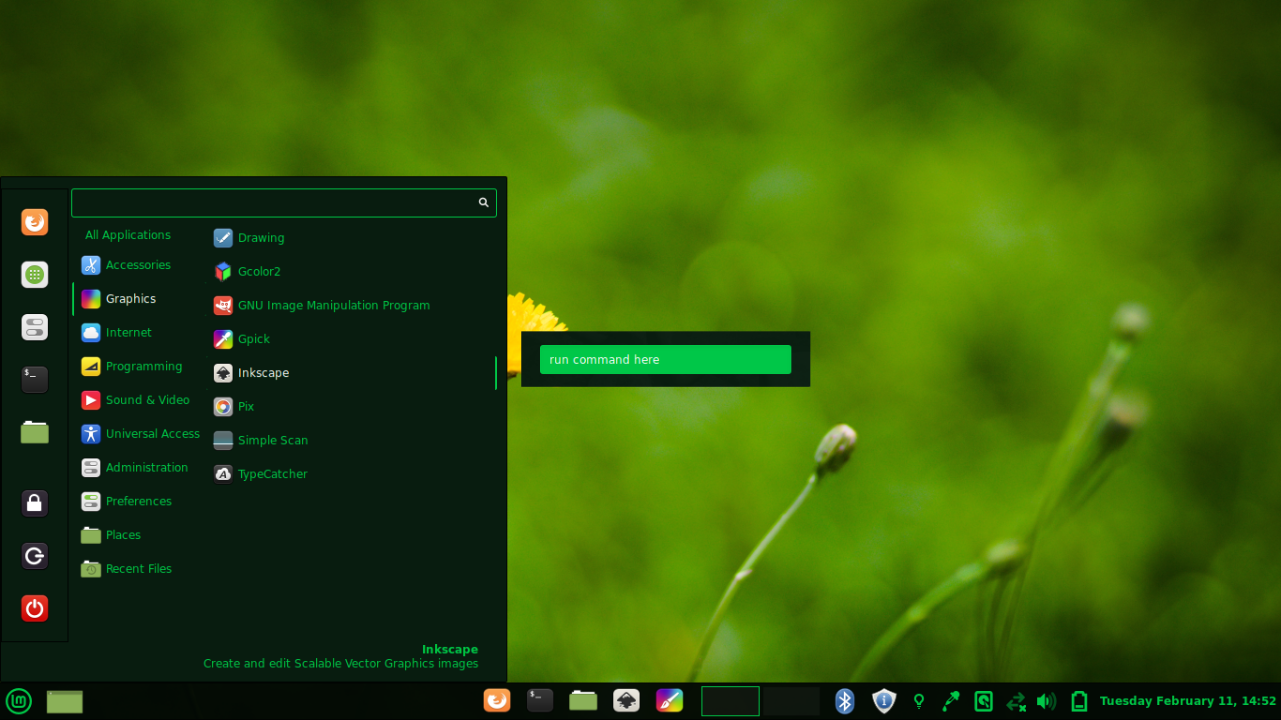 All Applications
Accessories
Graphics
Internet
Programming
Sound & Video
Universal Access
Administration
Preferences
Places
Recent Files
Drawing
Gcolor2
GNU Image Manipulation Program
Gpick
Inkscape
Pix
Simple Scan
TypeCatcher
Inkscape
Create and edit Scalable Vector Graphics images
run command here
Tuesday February 11, 14:52